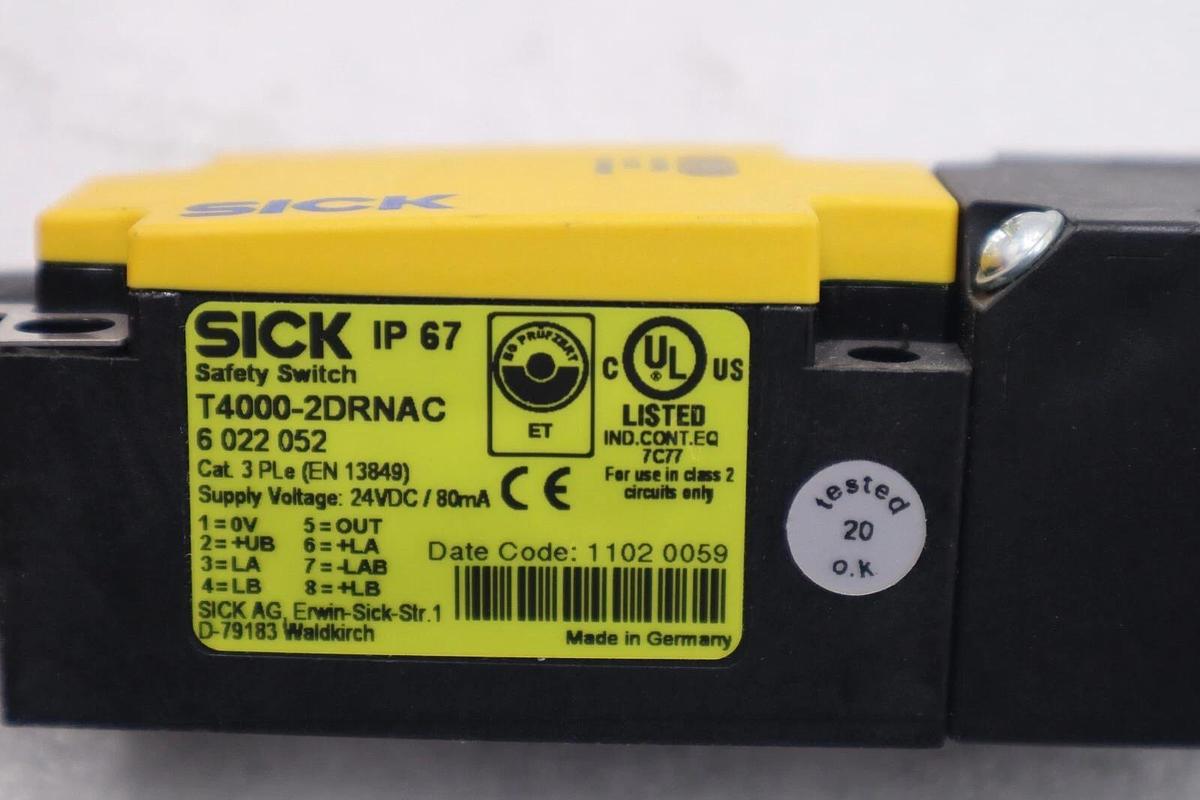 SICK
SICK IP 67
Safety Switch
T4000-2DRNAC
6 022 052
Cat. 3 PLe (EN 13849)
Supply Voltage: 24VDC / 80mA
1=0V 5=OUT
2=+UB 6=+LA
3=LA 7=-LAB
4=LB 8=+LB
SICK AG, Erwin-Sick-Str.1
D-79183 Waldkirch
ET
CE
C UL US
®
LISTED
IND.CONT.EQ
7C77
For use in class 2
circuits only
Date Code: 1102 0059
Made in Germany
tested
20
o.K